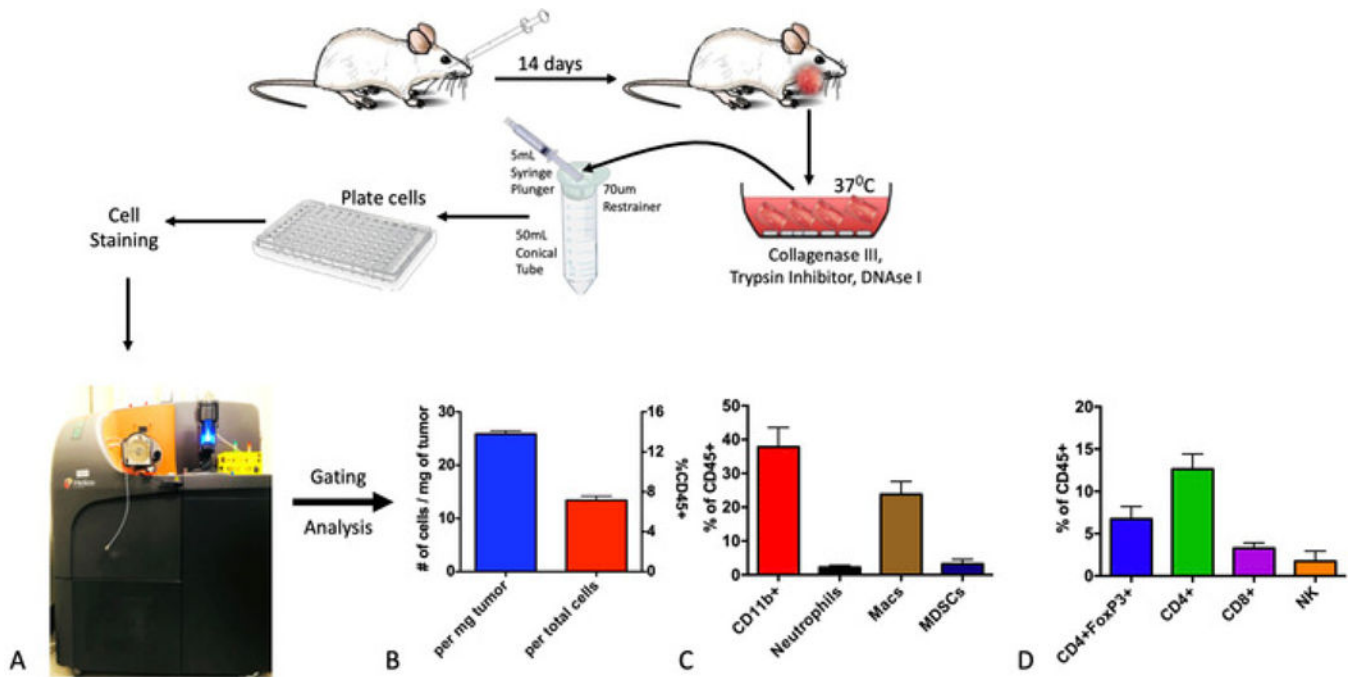 14 days
37⁰C
Collagenase III,
Trypsin Inhibitor, DNAse I
5mL
Syringe
Plunger
70um
Restrainer
50mL
Conical
Tube
Plate cells
Cell
Staining
Gating
Analysis
A
# of cells / mg of tumor
30
20
10
0
16
12
8
4
0
%CD45+
per mg tumor
per total cells
B
% of CD45+
50
40
30
20
10
0
CD11b+
Neutrophils
Macs
MDSCs
C
% of CD45+
20
15
10
5
0
CD4+FoxP3+
CD4+
CD8+
NK
D